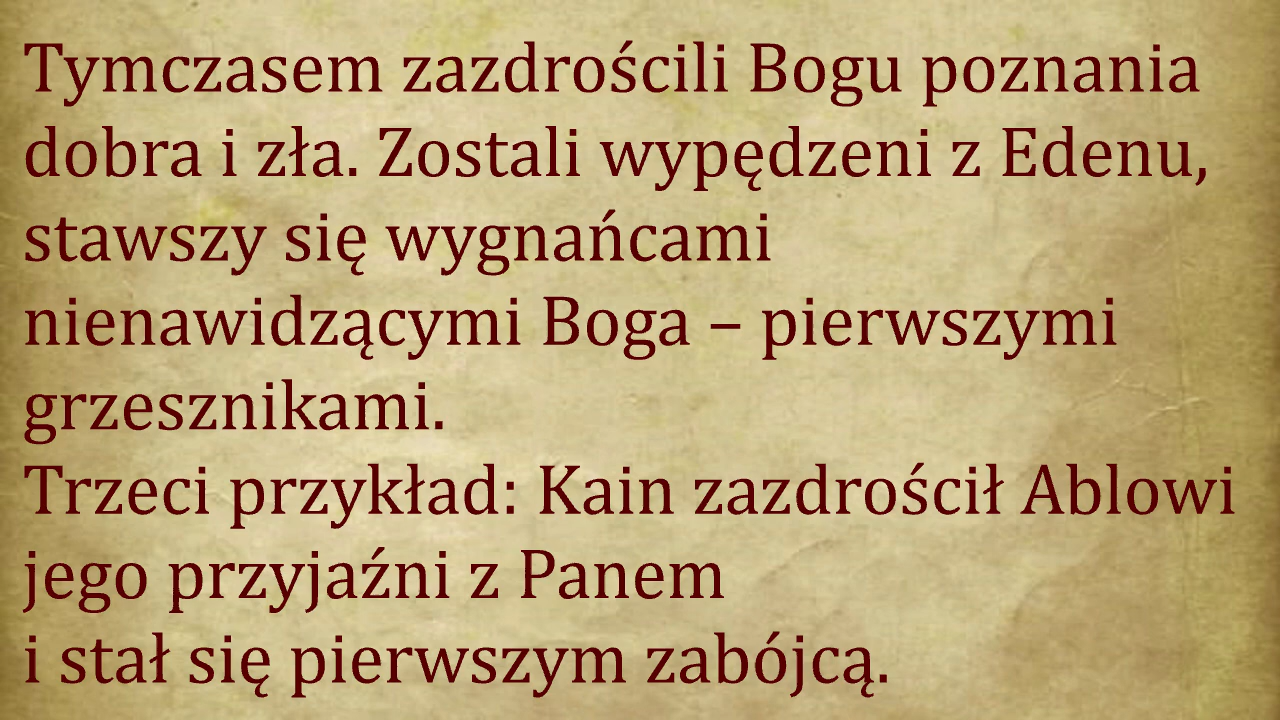 Tymczasem zazdrościli Bogu poznania
dobra i zła. Zostali wypędzeni z Edenu,
stawszy się wygnańcami
nienawidzącymi Boga – pierwszymi
grzesznikami.
Trzeci przykład: Kain zazdrościł Ablowi
jego przyjaźni z Panem
i stał się pierwszym zabójcą.